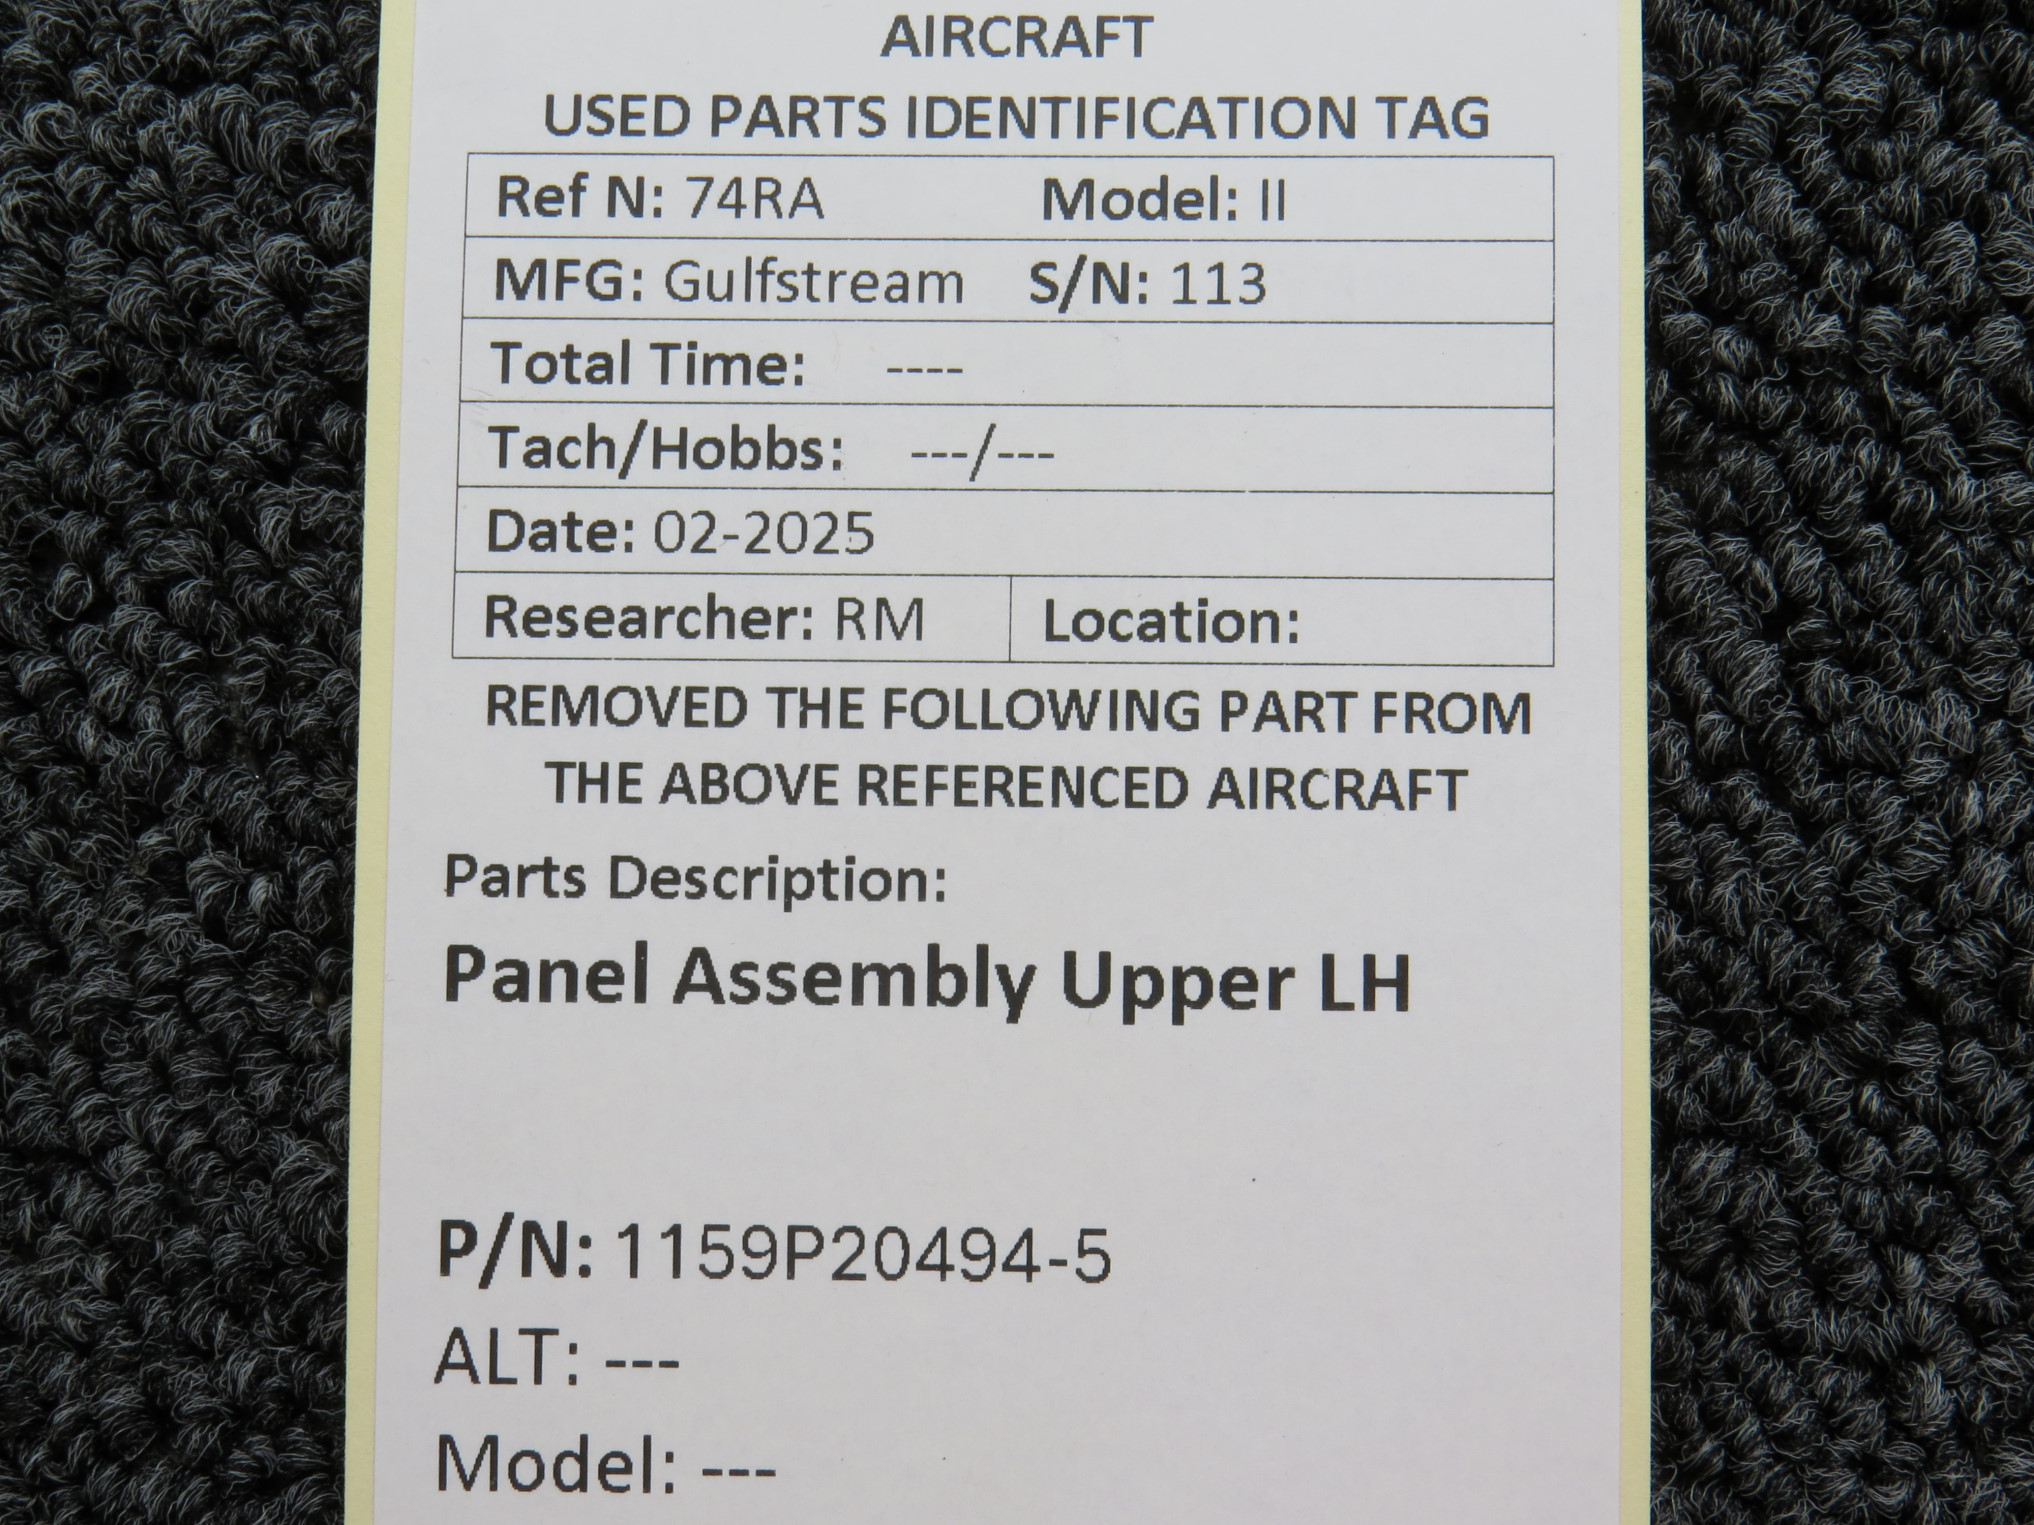 AIRCRAFT
USED PARTS IDENTIFICATION TAG
Ref N: 74RA Model: II
MFG: Gulfstream S/N: 113
Total Time: ----
Tach/Hobbs: ---/---
Date: 02-2025
Researcher: RM Location:
REMOVED THE FOLLOWING PART FROM
THE ABOVE REFERENCED AIRCRAFT
Parts Description:
Panel Assembly Upper LH
P/N: 1159P20494-5
ALT: ---
Model: ---